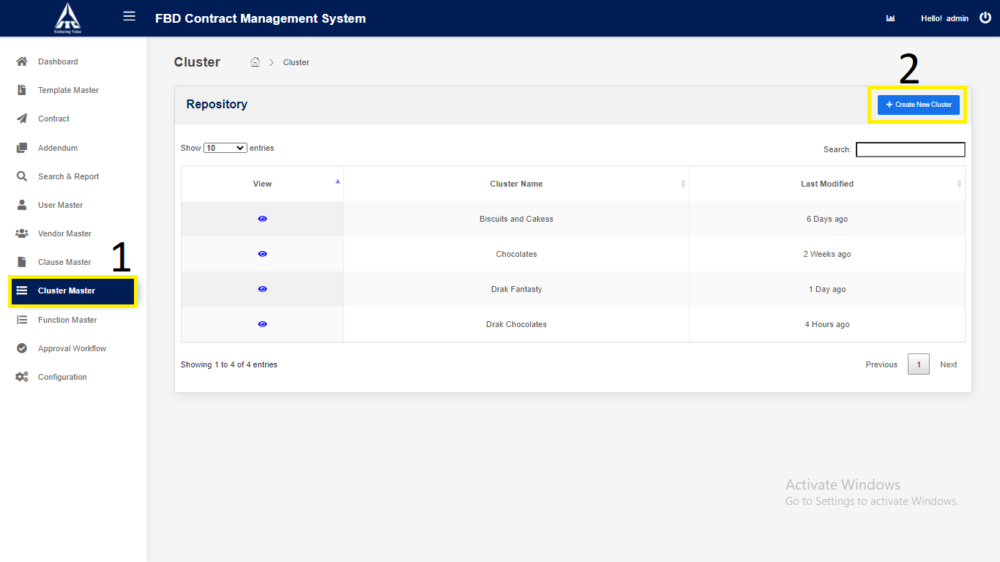 Enduring Value
FBD Contract Management System
Hello! admin
Dashboard
Template Master
Contract
Addendum
Search & Report
User Master
Vendor Master
Clause Master
1
Cluster Master
Function Master
Approval Workflow
Configuration
Cluster
Cluster
2
Repository
Create New Cluster
Show 10 entries
Search:
View Cluster Name Last Modified
Biscuits and Cakess 6 Days ago
Chocolates 2 Weeks ago
Drak Fantasty 1 Day ago
Drak Chocolates 4 Hours ago
Showing 1 to 4 of 4 entries
Previous 1 Next
Activate Windows
Go to Settings to activate Windows.